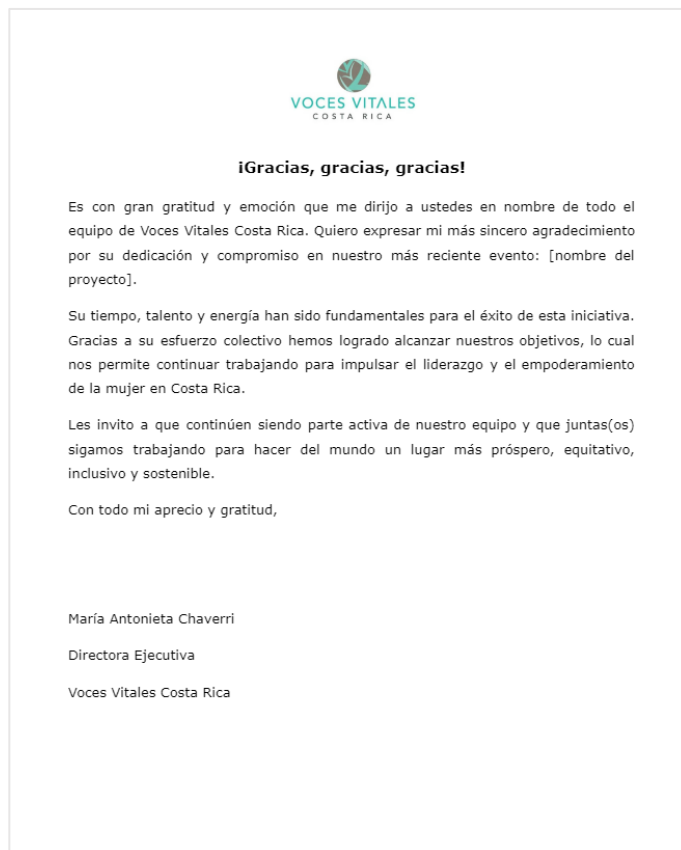 VOCES VITALES
COSTA RICA
¡Gracias, gracias, gracias!
Es con gran gratitud y emoción que me dirijo a ustedes en nombre de todo el
equipo de Voces Vitales Costa Rica. Quiero expresar mi más sincero agradecimiento
por su dedicación y compromiso en nuestro más reciente evento: [nombre del
proyecto].
Su tiempo, talento y energía han sido fundamentales para el éxito de esta iniciativa.
Gracias a su esfuerzo colectivo hemos logrado alcanzar nuestros objetivos, lo cual
nos permite continuar trabajando para impulsar el liderazgo y el empoderamiento
de la mujer en Costa Rica.
Les invito a que continúen siendo parte activa de nuestro equipo y que juntas(os)
sigamos trabajando para hacer del mundo un lugar más próspero, equitativo,
inclusivo y sostenible.
Con todo mi aprecio y gratitud,
María Antonieta Chaverri
Directora Ejecutiva
Voces Vitales Costa Rica